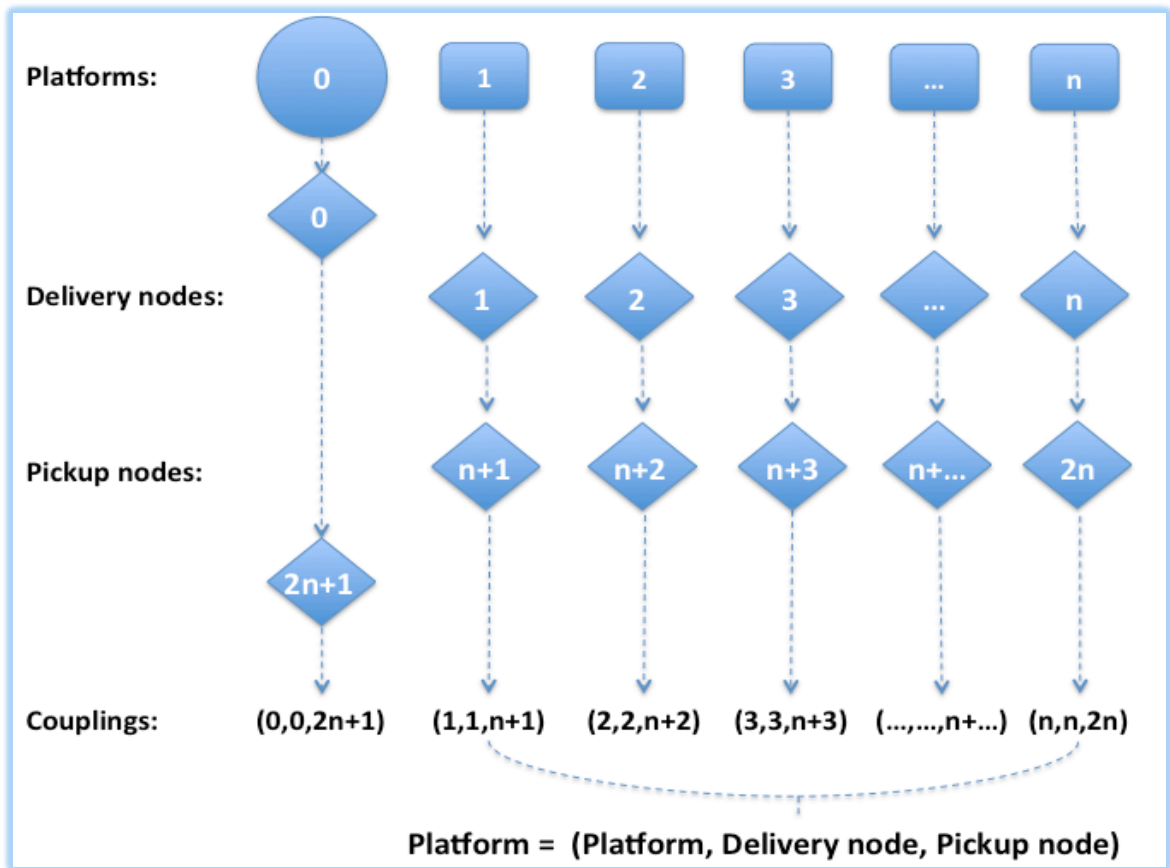 Platforms: 0 1 2 3 ... n
0
Delivery nodes: 1 2 3 ... n
Pickup nodes: n+1 n+2 n+3 n+... 2n
2n+1
Couplings: (0,0,2n+1) (1,1,n+1) (2,2,n+2) (3,3,n+3) (...,...,n+...) (n,n,2n)
Platform = (Platform, Delivery node, Pickup node)